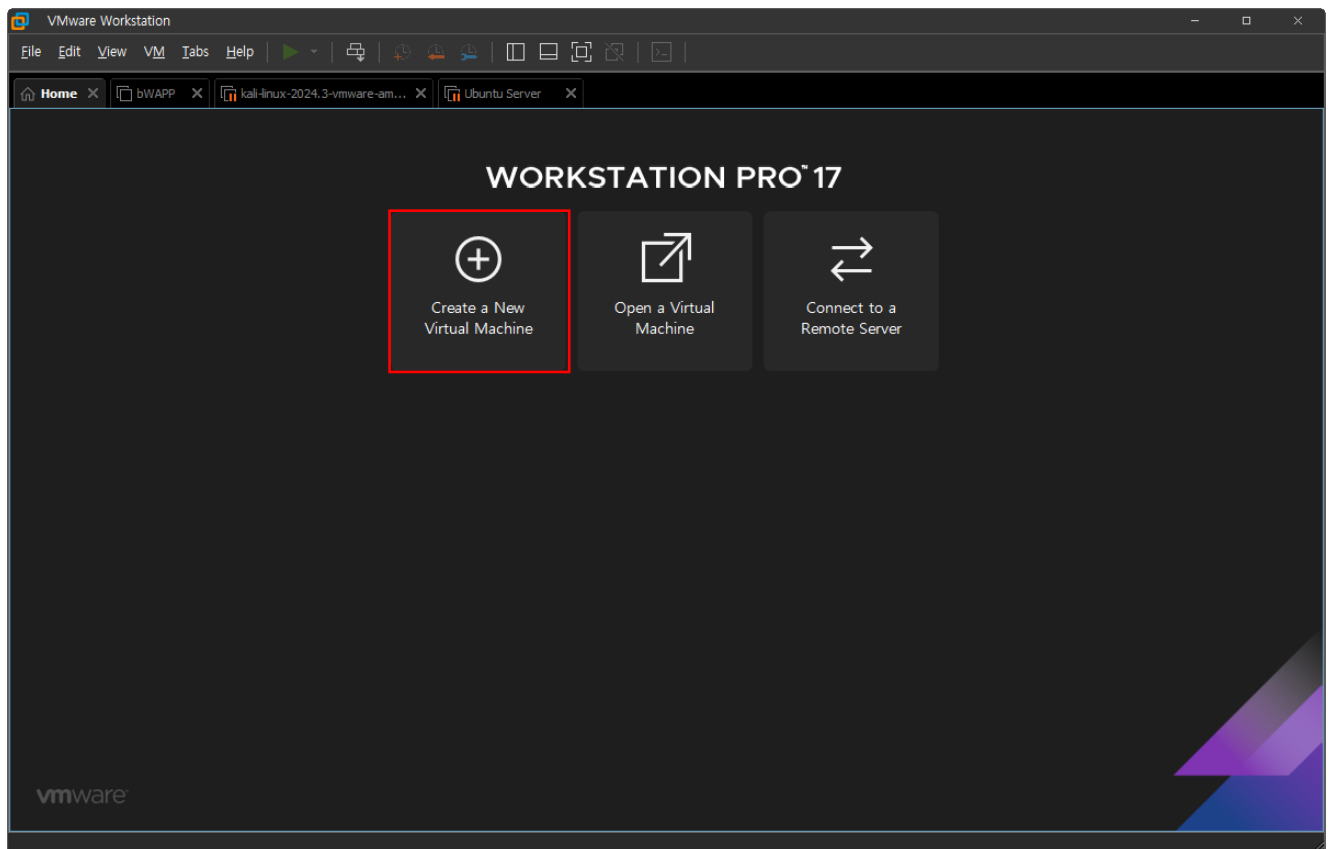 VMware Workstation
File Edit View VM Tabs Help
Home bWAPP kali-linux-2024.3-vmware-am... Ubuntu Server
WORKSTATION PRO™ 17
Create a New
Virtual Machine
Open a Virtual
Machine
Connect to a
Remote Server
vmware